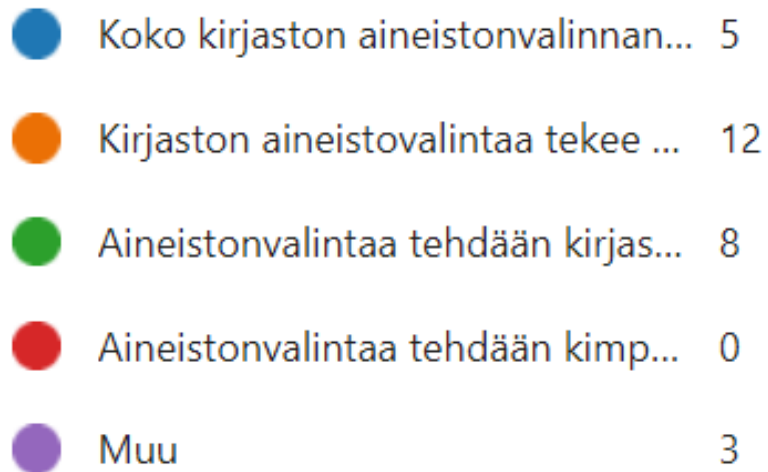 Koko kirjaston aineistonvalinnan... 5
Kirjaston aineistovalintaa tekee ... 12
Aineistonvalintaa tehdään kirjas... 8
Aineistonvalintaa tehdään kimp... 0
Muu 3